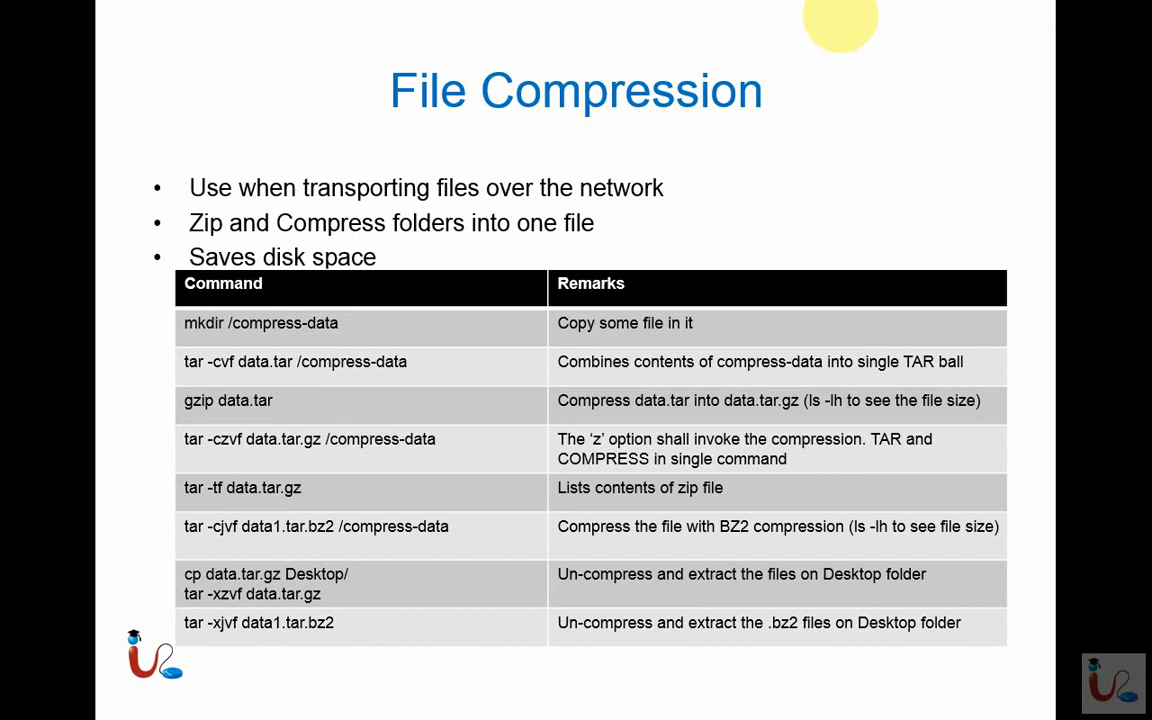 File Compression
• Use when transporting files over the network
• Zip and Compress folders into one file
• Saves disk space
Command Remarks
mkdir /compress-data Copy some file in it
tar -cvf data.tar /compress-data Combines contents of compress-data into single TAR ball
gzip data.tar Compress data.tar into data.tar.gz (ls -lh to see the file size)
tar -czvf data.tar.gz /compress-data The ‘z’ option shall invoke the compression. TAR and
COMPRESS in single command
tar -tf data.tar.gz Lists contents of zip file
tar -cjvf data1.tar.bz2 /compress-data Compress the file with BZ2 compression (ls -lh to see file size)
cp data.tar.gz Desktop/ Un-compress and extract the files on Desktop folder
tar -xzvf data.tar.gz
tar -xjvf data1.tar.bz2 Un-compress and extract the .bz2 files on Desktop folder